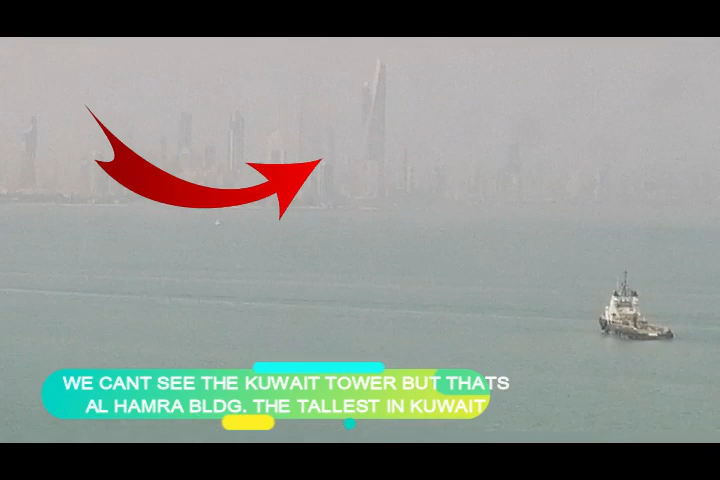 WE CANT SEE THE KUWAIT TOWER BUT THATS
AL HAMRA BLDG. THE TALLEST IN KUWAIT